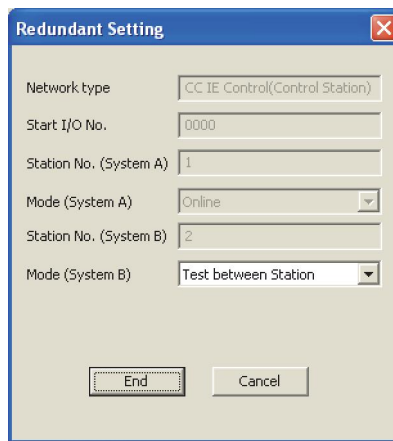 Redundant Setting
Network type CC IE Control(Control Station)
Start I/O No. 0000
Station No. (System A) 1
Mode (System A) Online
Station No. (System B) 2
Mode (System B) Test between Station
End Cancel